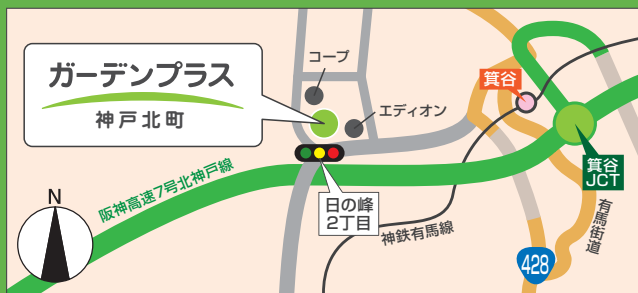 コープ
ガーデンプラス
神戸北町
エディオン
箕谷
箕谷
JCT
阪神高速7号北神戸線
日の峰
2丁目
神鉄有馬線
有馬街道
N
428